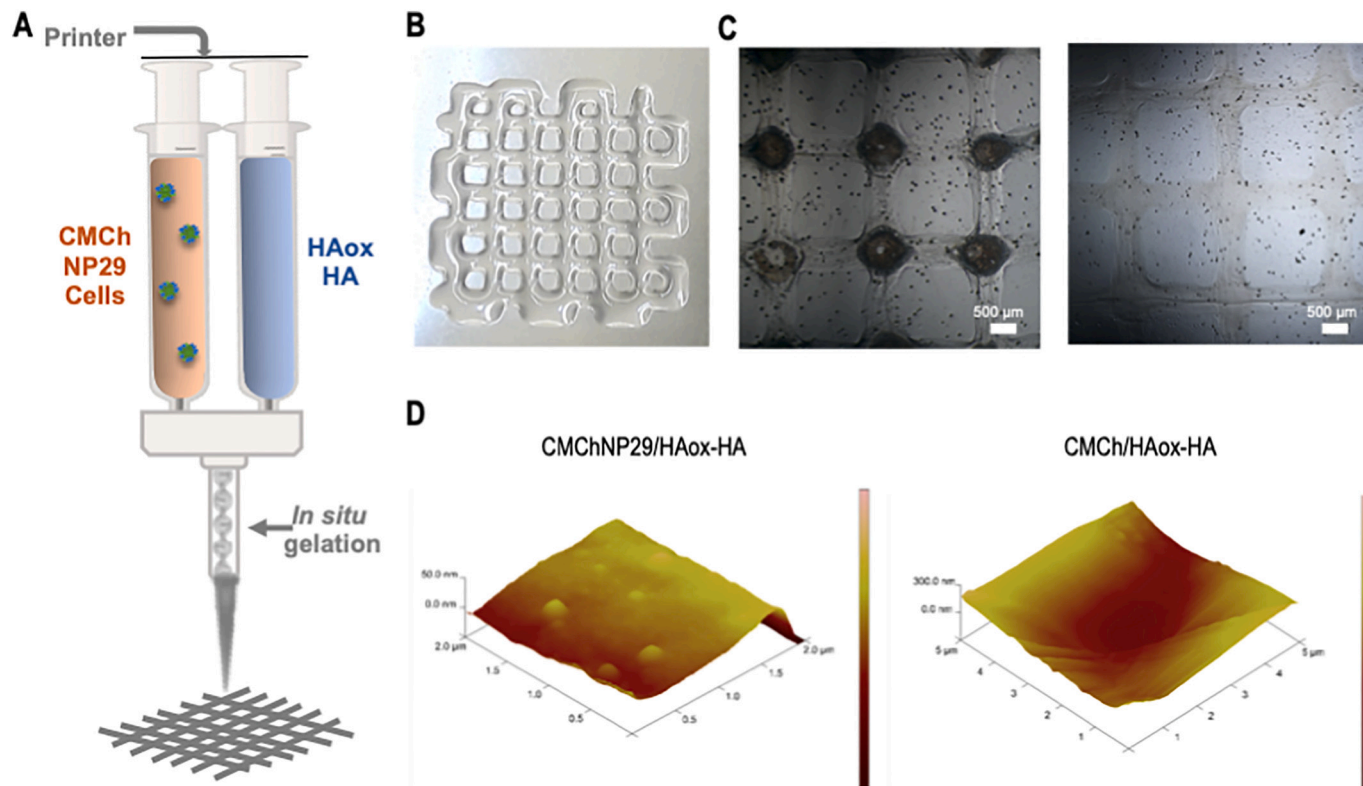 A
Printer
CMCh
NP29
Cells
HAox
HA
In situ
gelation
B
C
500 µm
500 µm
D
CMChNP29/HAox-HA
50.0 nm
0.0 nm
2.0 µm
1.5
1.0
0.5
0.5
1.0
1.5
2.0 µm
CMCh/HAox-HA
300.0 nm
0.0 nm
5 µm
4
3
2
1
1
2
3
4
5 µm